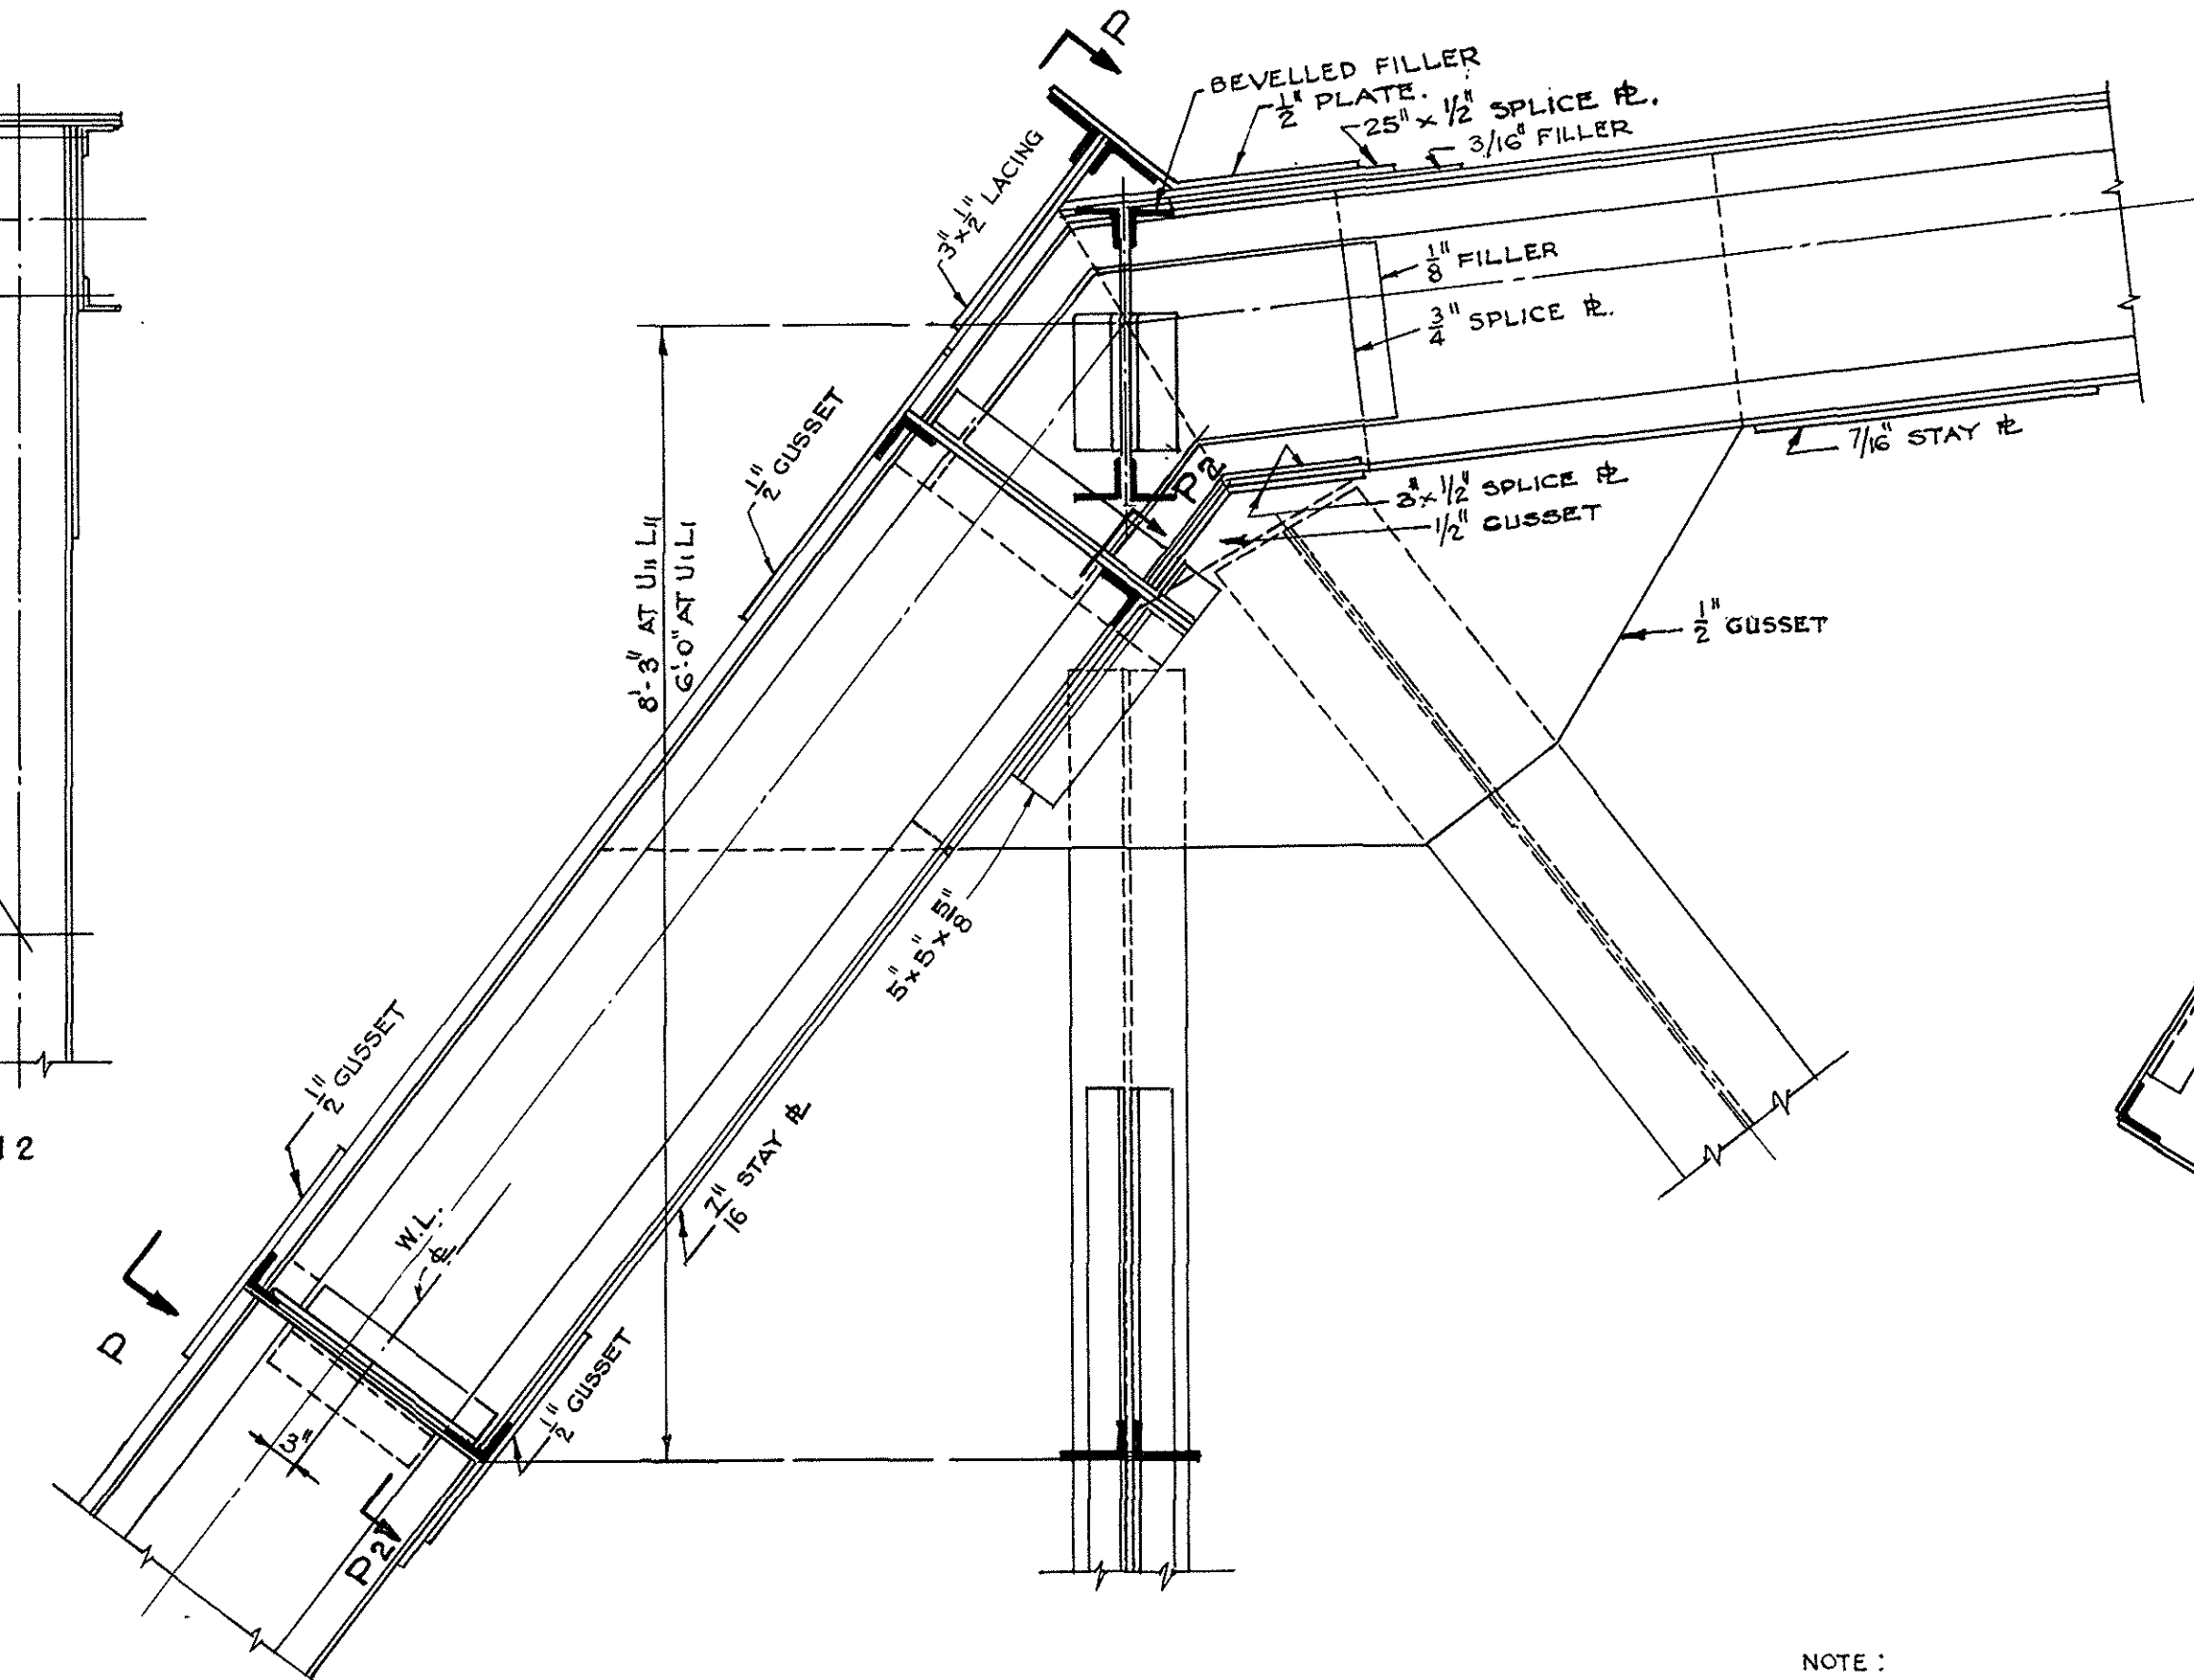 P
BEVELLED FILLER
1/2" PLATE.
25" x 1/2" SPLICE ⅊.
3/16" FILLER
3" x 1/2" LACING
1/8" FILLER
3/4" SPLICE ⅊.
1/2" GUSSET
7/16" STAY ⅊
P2
3" x 1/2" SPLICE ⅊
1/2" GUSSET
8'-3" AT U11 L11
6'-0" AT U1 L1
1/2" GUSSET
5" x 5" x 5/8"
1/2" GUSSET
7/16" STAY ⅊
12
W.L.
℄
P
1/2" GUSSET
3"
P2
NOTE :